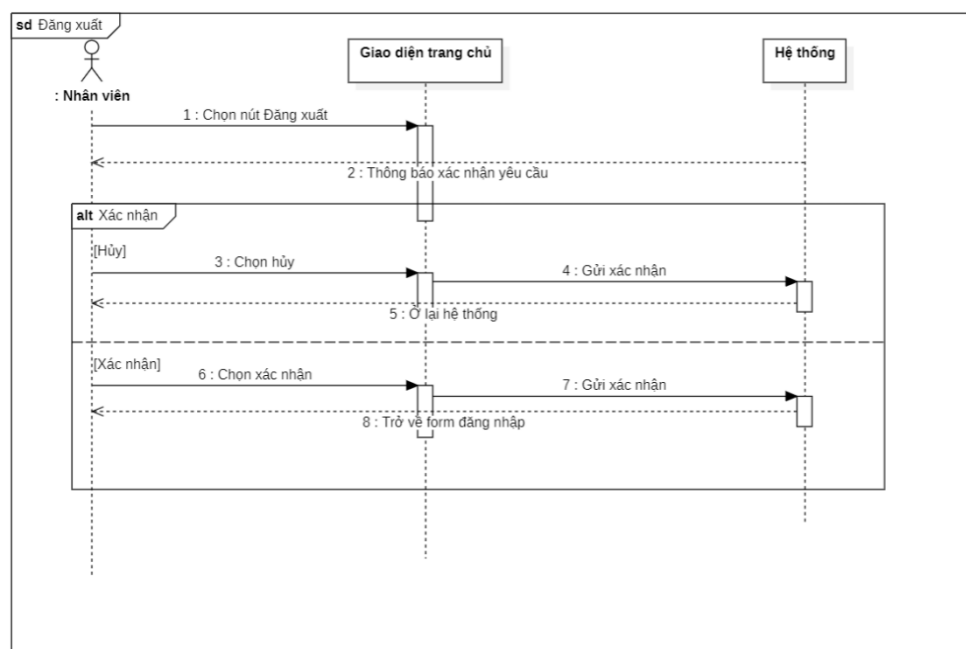 sd Đăng xuất
Giao diện trang chủ
Hệ thống
: Nhân viên
1 : Chọn nút Đăng xuất
2 : Thông báo xác nhận yêu cầu
alt Xác nhận
[Hủy]
3 : Chọn hủy
4 : Gửi xác nhận
5 : Ở lại hệ thống
[Xác nhận]
6 : Chọn xác nhận
7 : Gửi xác nhận
8 : Trở về form đăng nhập